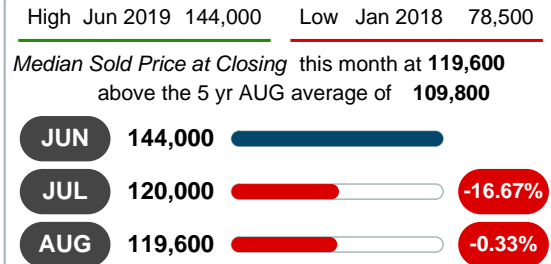 High Jun 2019 144,000 Low Jan 2018 78,500
Median Sold Price at Closing this month at 119,600
above the 5 yr AUG average of 109,800
JUN 144,000
JUL 120,000 -16.67%
AUG 119,600 -0.33%